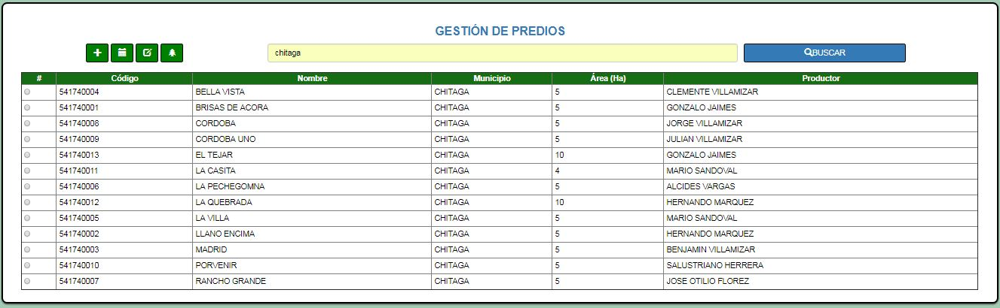 GESTIÓN DE PREDIOS
chitaga BUSCAR
# Código Nombre Municipio Área (Ha) Productor
541740004 BELLA VISTA CHITAGA 5 CLEMENTE VILLAMIZAR
541740001 BRISAS DE ACORA CHITAGA 5 GONZALO JAIMES
541740008 CORDOBA CHITAGA 5 JORGE VILLAMIZAR
541740009 CORDOBA UNO CHITAGA 5 JULIAN VILLAMIZAR
541740013 EL TEJAR CHITAGA 10 GONZALO JAIMES
541740011 LA CASITA CHITAGA 4 MARIO SANDOVAL
541740006 LA PECHEGOMNA CHITAGA 5 ALCIDES VARGAS
541740012 LA QUEBRADA CHITAGA 10 HERNANDO MARQUEZ
541740005 LA VILLA CHITAGA 5 MARIO SANDOVAL
541740002 LLANO ENCIMA CHITAGA 5 HERNANDO MARQUEZ
541740003 MADRID CHITAGA 5 BENJAMIN VILLAMIZAR
541740010 PORVENIR CHITAGA 5 SALUSTRIANO HERRERA
541740007 RANCHO GRANDE CHITAGA 5 JOSE OTILIO FLOREZ